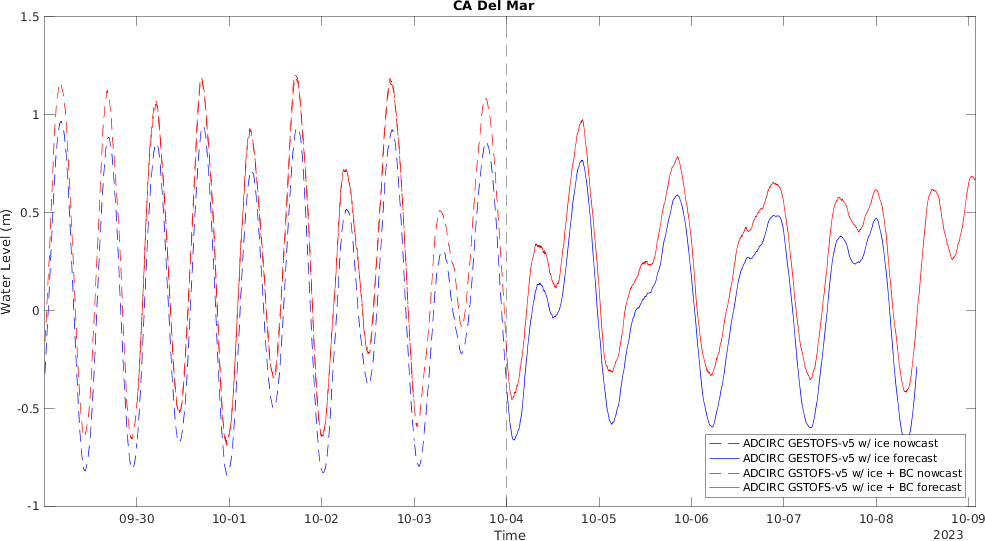 CA Del Mar
1.5
1
0.5
0
-0.5
-1
Water Level (m)
09-30
10-01
10-02
10-03
10-04
10-05
10-06
10-07
10-08
10-09
Time
2023
ADCIRC GESTOFS-v5 w/ ice nowcast
ADCIRC GESTOFS-v5 w/ ice forecast
ADCIRC GSTOFS-v5 w/ ice + BC nowcast
ADCIRC GSTOFS-v5 w/ ice + BC forecast